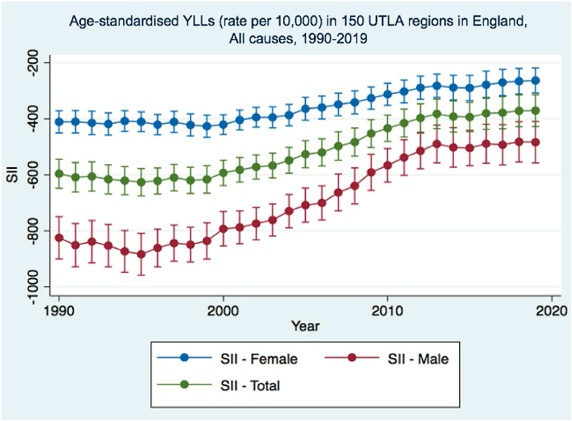 Age-standardised YLLs (rate per 10,000) in 150 UTLA regions in England,
All causes, 1990-2019
SII
-200
-400
-600
-800
-1000
1990
2000
2010
2020
Year
SII - Female
SII - Male
SII - Total